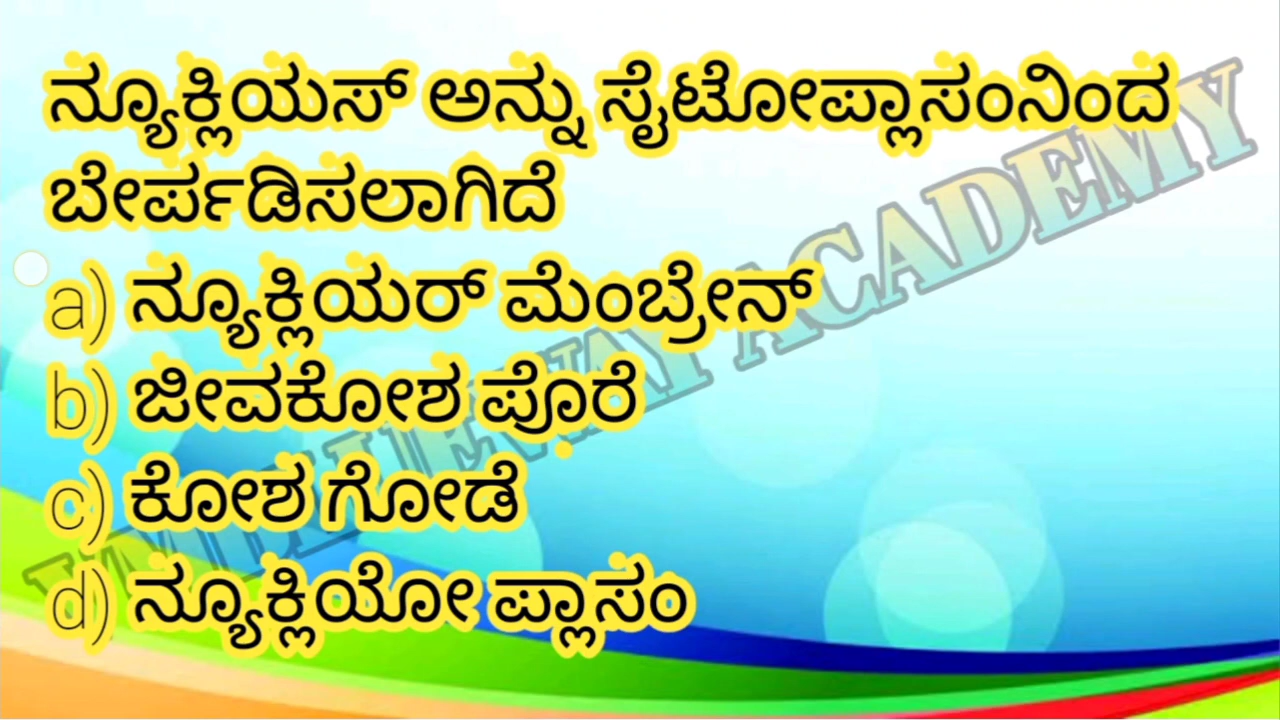 ನ್ಯೂಕ್ಲಿಯಸ್ ಅನ್ನು ಸೈಟೋಪ್ಲಾಸಂನಿಂದ
ಬೇರ್ಪಡಿಸಲಾಗಿದೆ
a) ನ್ಯೂಕ್ಲಿಯರ್ ಮೆಂಬ್ರೇನ್
b) ಜೀವಕೋಶ ಪೊರೆ
c) ಕೋಶ ಗೋಡೆ
d) ನ್ಯೂಕ್ಲಿಯೋ ಪ್ಲಾಸಂ
ACADEMY